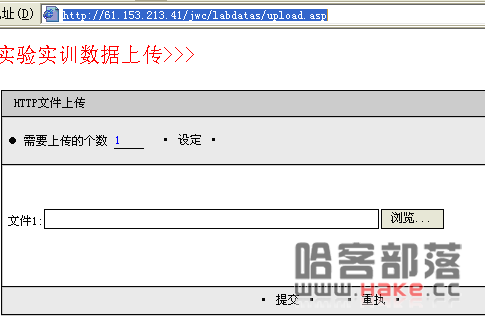 址(D) http://61.153.213.41/jwc/labdatas/upload.asp
实验实训数据上传>>>
HTTP文件上传
● 需要上传的个数 1 · 设定 ·
文件1: 浏览...
哈客部落
www.Hake.cc
· 提交 · · 重执 ·